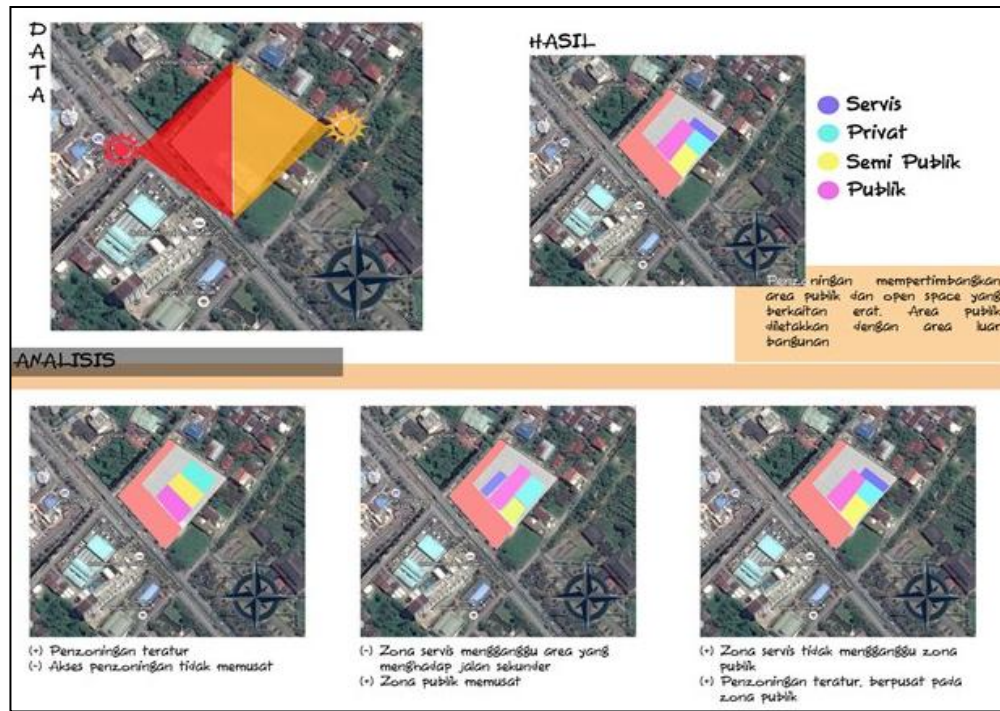 DATA
HASIL
Servis
Privat
Semi Publik
Publik
Penzoningan mempertimbangkan
area publik dan open space yang
berkaitan erat. Area publik
diletakkan dengan area luar
bangunan
ANALISIS
(+) Penzoningan teratur
(-) Akses penzoningan tidak memusat
(-) Zona servis mengganggu area yang
menghadap jalan sekunder
(+) Zona publik memusat
(+) Zona servis tidak mengganggu zona
publik
(+) Penzoningan teratur, berpusat pada
zona publik